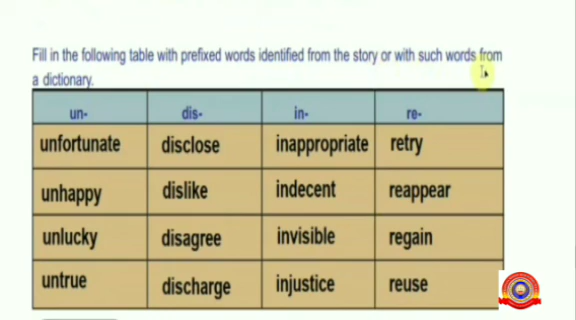 Fill in the following table with prefixed words identified from the story or with such words from
a dictionary.
un- dis- in- re-
unfortunate disclose inappropriate retry
unhappy dislike indecent reappear
unlucky disagree invisible regain
untrue discharge injustice reuse